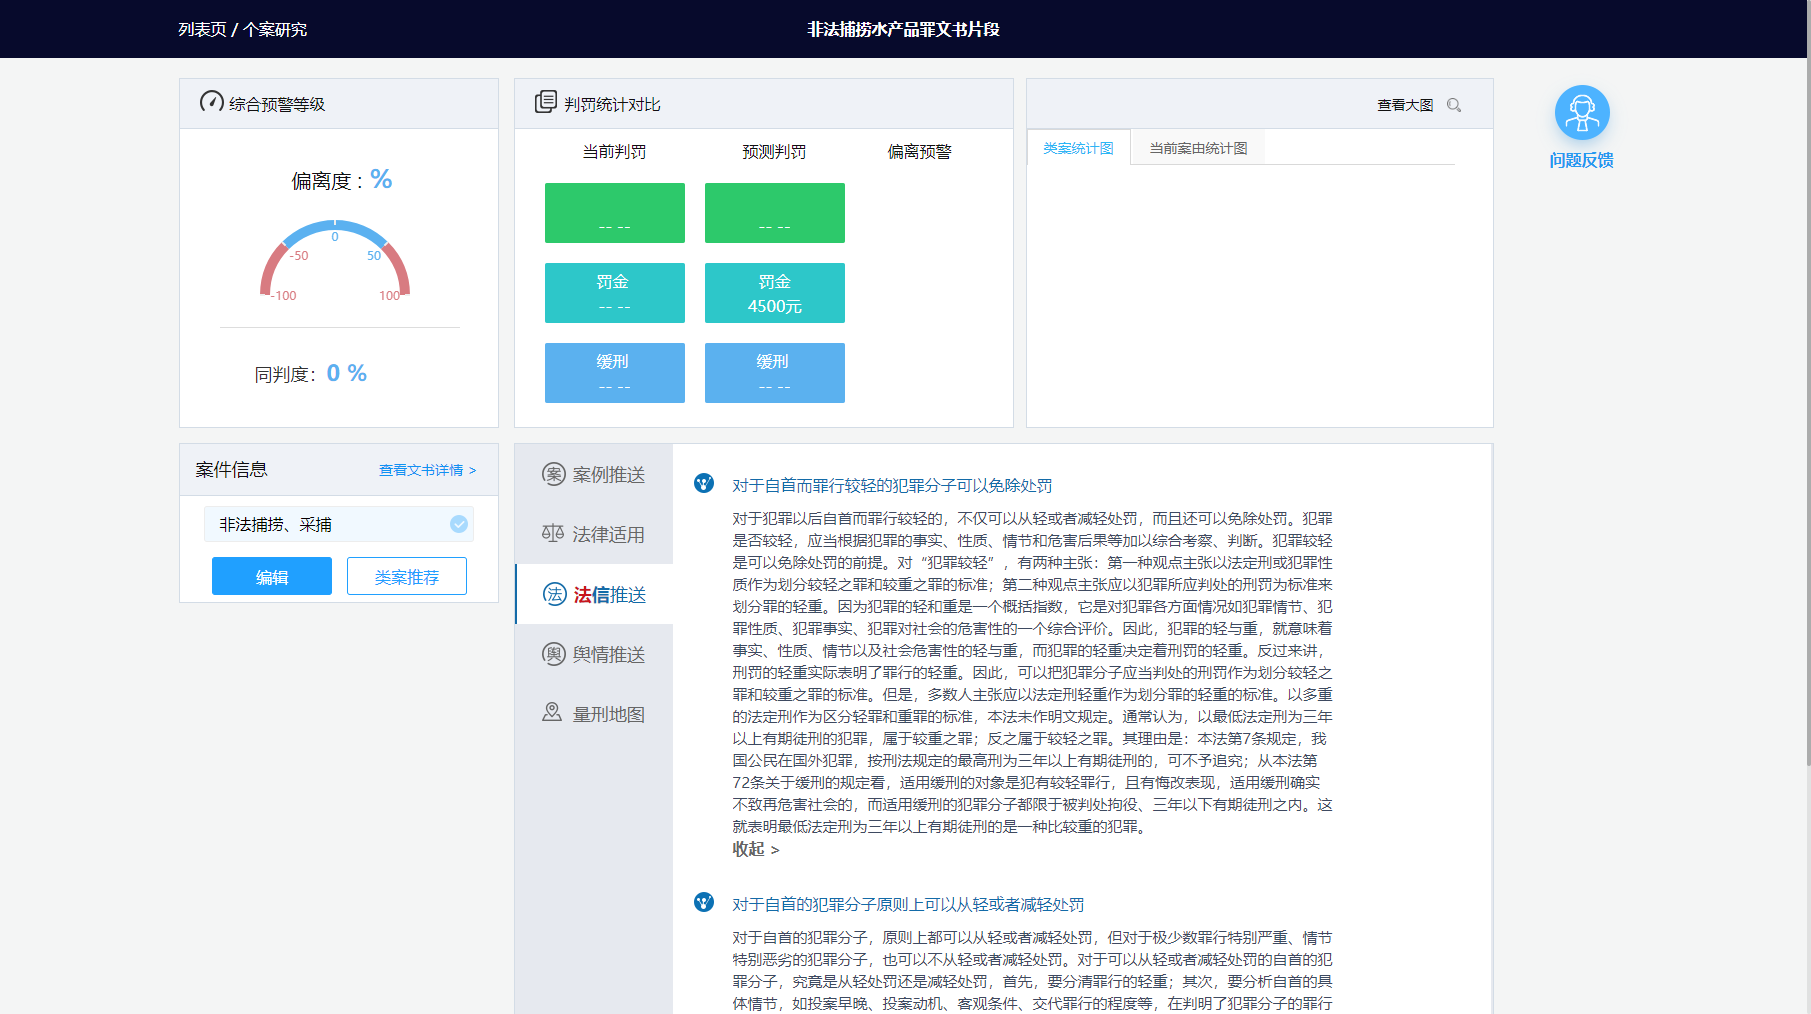 列表页 / 个案研究
非法捕捞水产品罪文书片段
综合预警等级
偏离度：%
0
-50
50
-100
100
同判度：0 %
判罚统计对比
当前判罚
预测判罚
偏离预警
-- --
-- --
罚金
-- --
罚金
4500元
缓刑
-- --
缓刑
-- --
查看大图
类案统计图
当前案由统计图
问题反馈
案件信息
查看文书详情 >
非法捕捞、采捕
编辑
类案推荐
案 案例推送
法律适用
法 法信推送
舆 舆情推送
量刑地图
对于自首而罪行较轻的犯罪分子可以免除处罚
对于犯罪以后自首而罪行较轻的，不仅可以从轻或者减轻处罚，而且还可以免除处罚。犯罪
是否较轻，应当根据犯罪的事实、性质、情节和危害后果等加以综合考察、判断。犯罪较轻
是可以免除处罚的前提。对“犯罪较轻”，有两种主张：第一种观点主张以法定刑或犯罪性
质作为划分较轻之罪和较重之罪的标准；第二种观点主张应以犯罪所应判处的刑罚为标准来
划分罪的轻重。因为犯罪的轻和重是一个概括指数，它是对犯罪各方面情况如犯罪情节、犯
罪性质、犯罪事实、犯罪对社会的危害性的一个综合评价。因此，犯罪的轻与重，就意味着
事实、性质、情节以及社会危害性的轻与重，而犯罪的轻重决定着刑罚的轻重。反过来讲，
刑罚的轻重实际表明了罪行的轻重。因此，可以把犯罪分子应当判处的刑罚作为划分较轻之
罪和较重之罪的标准。但是，多数人主张应以法定刑轻重作为划分罪的轻重的标准。以多重
的法定刑作为区分轻罪和重罪的标准，本法未作明文规定。通常认为，以最低法定刑为三年
以上有期徒刑的犯罪，属于较重之罪；反之属于较轻之罪。其理由是：本法第7条规定，我
国公民在国外犯罪，按刑法规定的最高刑为三年以上有期徒刑的，可不予追究；从本法第
72条关于缓刑的规定看，适用缓刑的对象是犯有较轻罪行，且有悔改表现，适用缓刑确实
不致再危害社会的，而适用缓刑的犯罪分子都限于被判处拘役、三年以下有期徒刑之内。这
就表明最低法定刑为三年以上有期徒刑的是一种比较重的犯罪。
收起 >
对于自首的犯罪分子原则上可以从轻或者减轻处罚
对于自首的犯罪分子，原则上都可以从轻或者减轻处罚，但对于极少数罪行特别严重、情节
特别恶劣的犯罪分子，也可以不从轻或者减轻处罚。对于可以从轻或者减轻处罚的自首的犯
罪分子，究竟是从轻处罚还是减轻处罚，首先，要分清罪行的轻重；其次，要分析自首的具
体情节，如投案早晚、投案动机、客观条件、交代罪行的程度等，在判明了犯罪分子的罪行